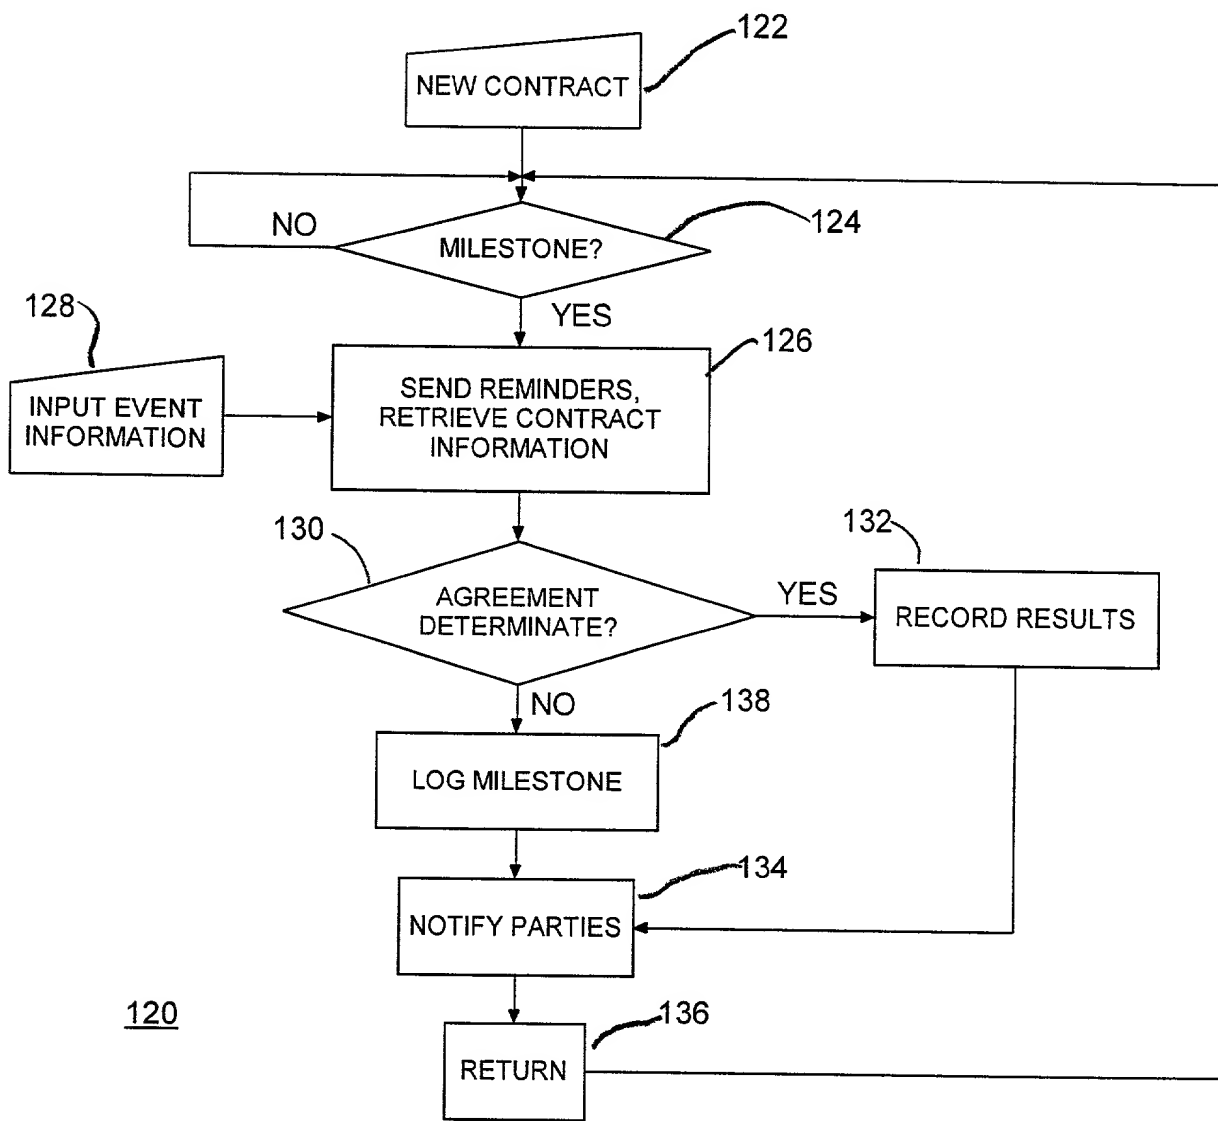 122
NEW CONTRACT
124
NO
MILESTONE?
128
YES
126
INPUT EVENT
INFORMATION
SEND REMINDERS,
RETRIEVE CONTRACT
INFORMATION
130
132
AGREEMENT
DETERMINATE?
YES
RECORD RESULTS
NO
138
LOG MILESTONE
134
NOTIFY PARTIES
120
136
RETURN